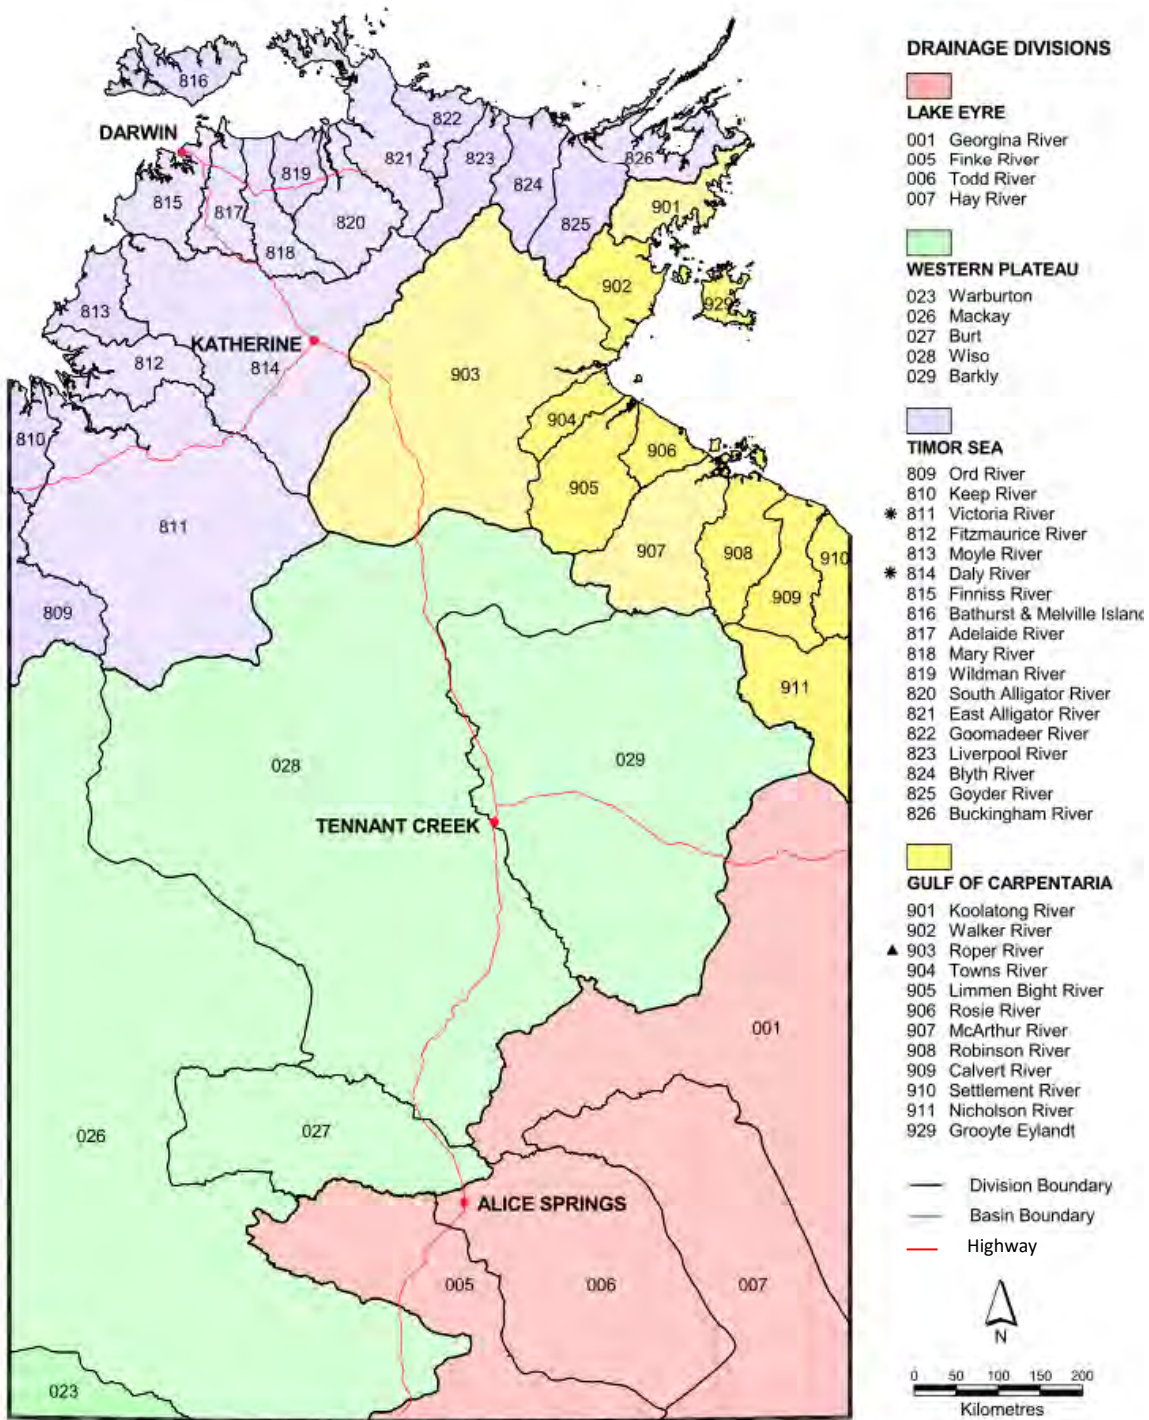 816
DARWIN
822
821
823
826
819
824
815
817
820
901
825
818
902
929
813
KATHERINE
812
814
903
904
810
906
905
811
907
908
910
909
809
911
028
029
TENNANT CREEK
001
026
027
ALICE SPRINGS
005
006
007
023
DRAINAGE DIVISIONS
LAKE EYRE
001 Georgina River
005 Finke River
006 Todd River
007 Hay River
WESTERN PLATEAU
023 Warburton
026 Mackay
027 Burt
028 Wiso
029 Barkly
TIMOR SEA
809 Ord River
810 Keep River
✱ 811 Victoria River
812 Fitzmaurice River
813 Moyle River
✱ 814 Daly River
815 Finniss River
816 Bathurst & Melville Islanc
817 Adelaide River
818 Mary River
819 Wildman River
820 South Alligator River
821 East Alligator River
822 Goomadeer River
823 Liverpool River
824 Blyth River
825 Goyder River
826 Buckingham River
GULF OF CARPENTARIA
901 Koolatong River
902 Walker River
▲ 903 Roper River
904 Towns River
905 Limmen Bight River
906 Rosie River
907 McArthur River
908 Robinson River
909 Calvert River
910 Settlement River
911 Nicholson River
929 Grooyte Eylandt
Division Boundary
Basin Boundary
Highway
N
0 50 100 150 200
Kilometres